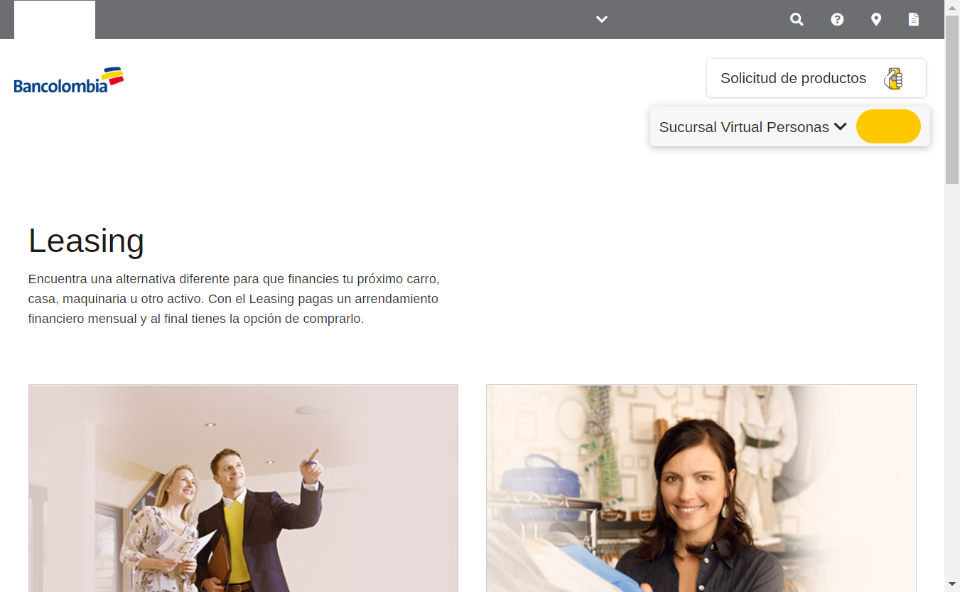 Bancolombia
Solicitud de productos
Sucursal Virtual Personas
Leasing
Encuentra una alternativa diferente para que financies tu próximo carro,
casa, maquinaria u otro activo. Con el Leasing pagas un arrendamiento
financiero mensual y al final tienes la opción de comprarlo.